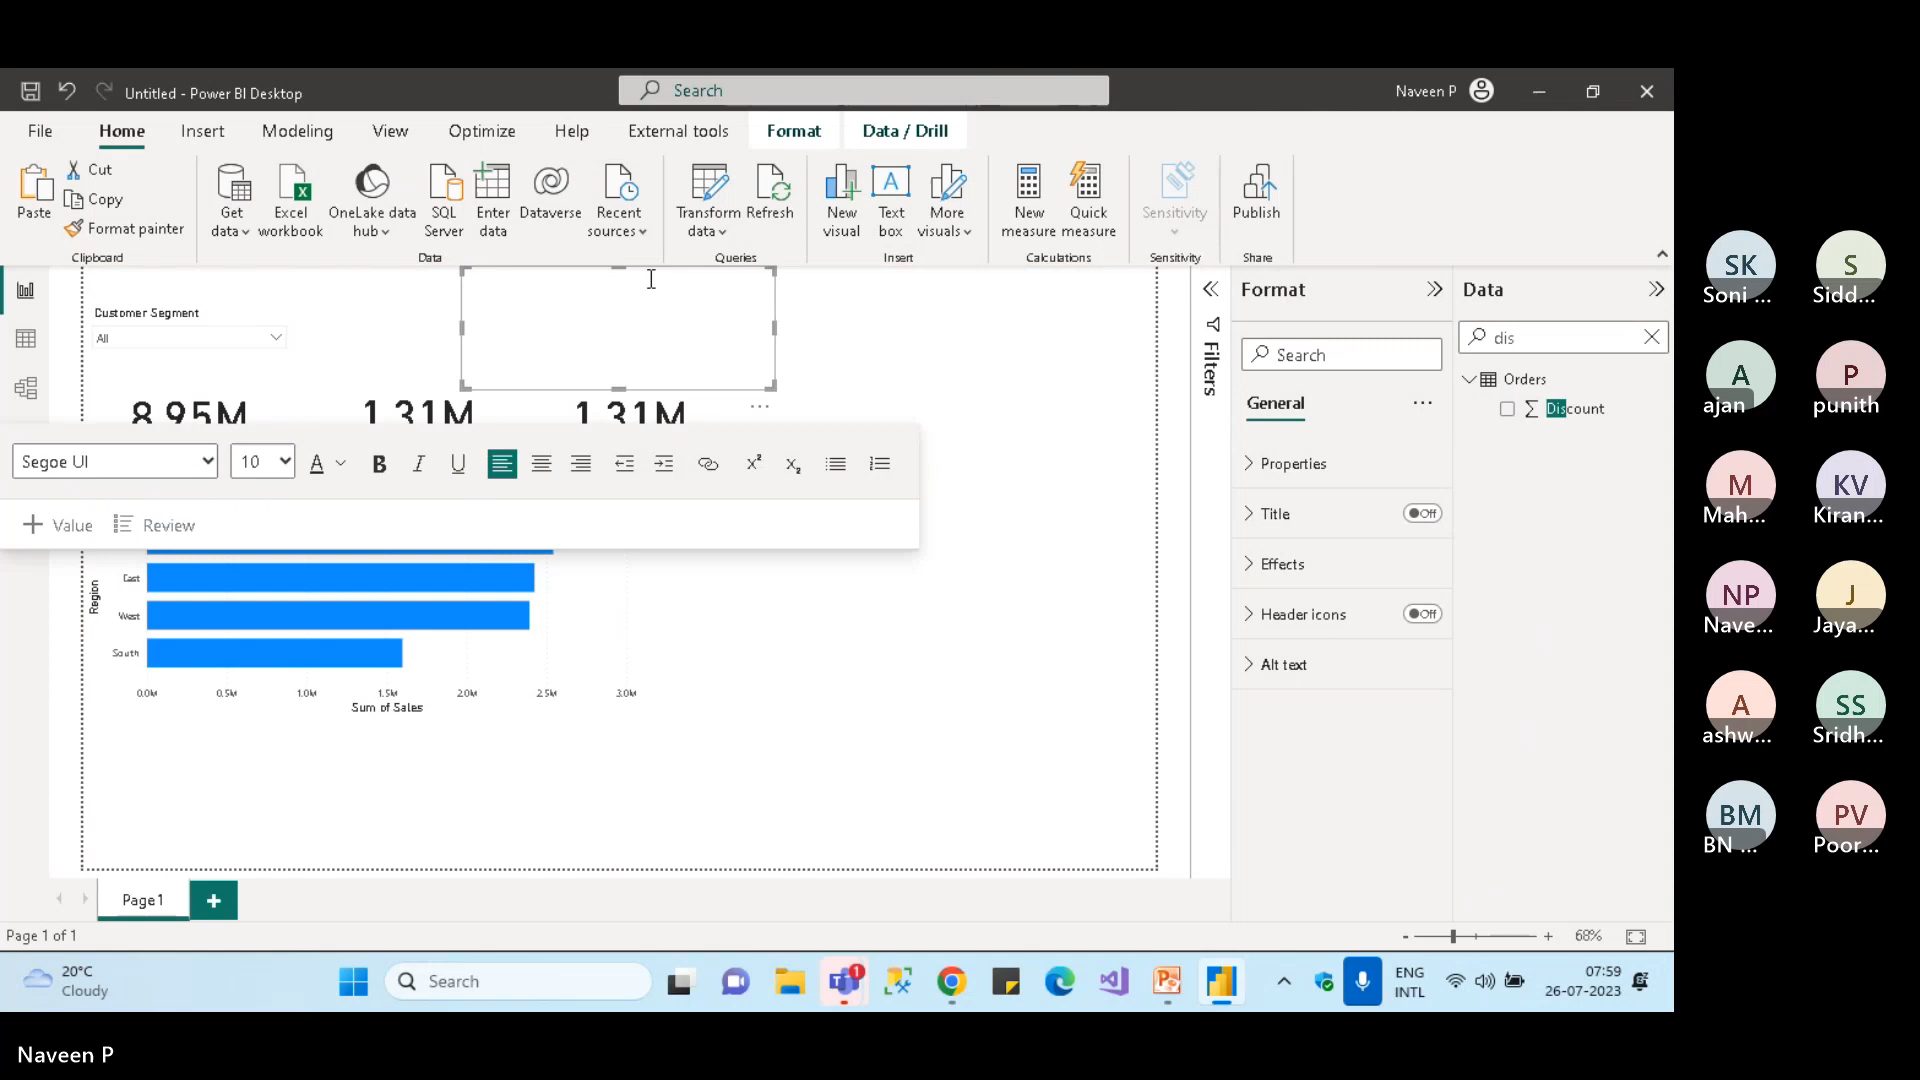 Untitled - Power BI Desktop
Search
Naveen P
File
Home
Insert
Modeling
View
Optimize
Help
External tools
Format
Data / Drill
Paste
Cut
Copy
Format painter
Clipboard
Get data
Excel workbook
OneLake data hub
SQL Server
Enter data
Dataverse
Recent sources
Data
Transform data
Refresh
Queries
New visual
Text box
More visuals
Insert
New measure
Quick measure
Calculations
Sensitivity
Sensitivity
Publish
Share
Customer Segment
All
8.95M
1.31M
1.31M
Segoe UI
10
Value
Review
Region
East
West
South
0.0M
0.5M
1.0M
1.5M
2.0M
2.5M
3.0M
Sum of Sales
Filters
Format
Search
General
Properties
Title
Off
Effects
Header icons
Off
Alt text
Data
dis
Orders
Discount
Page 1
Page 1 of 1
68%
20°C
Cloudy
Search
1
ENG
INTL
07:59
26-07-2023
SK
Soni ...
S
Sidd...
A
ajan
P
punith
M
Mah...
KV
Kiran...
NP
Nave...
J
Jaya...
A
ashw...
SS
Sridh...
BM
BN ...
PV
Poor...
Naveen P